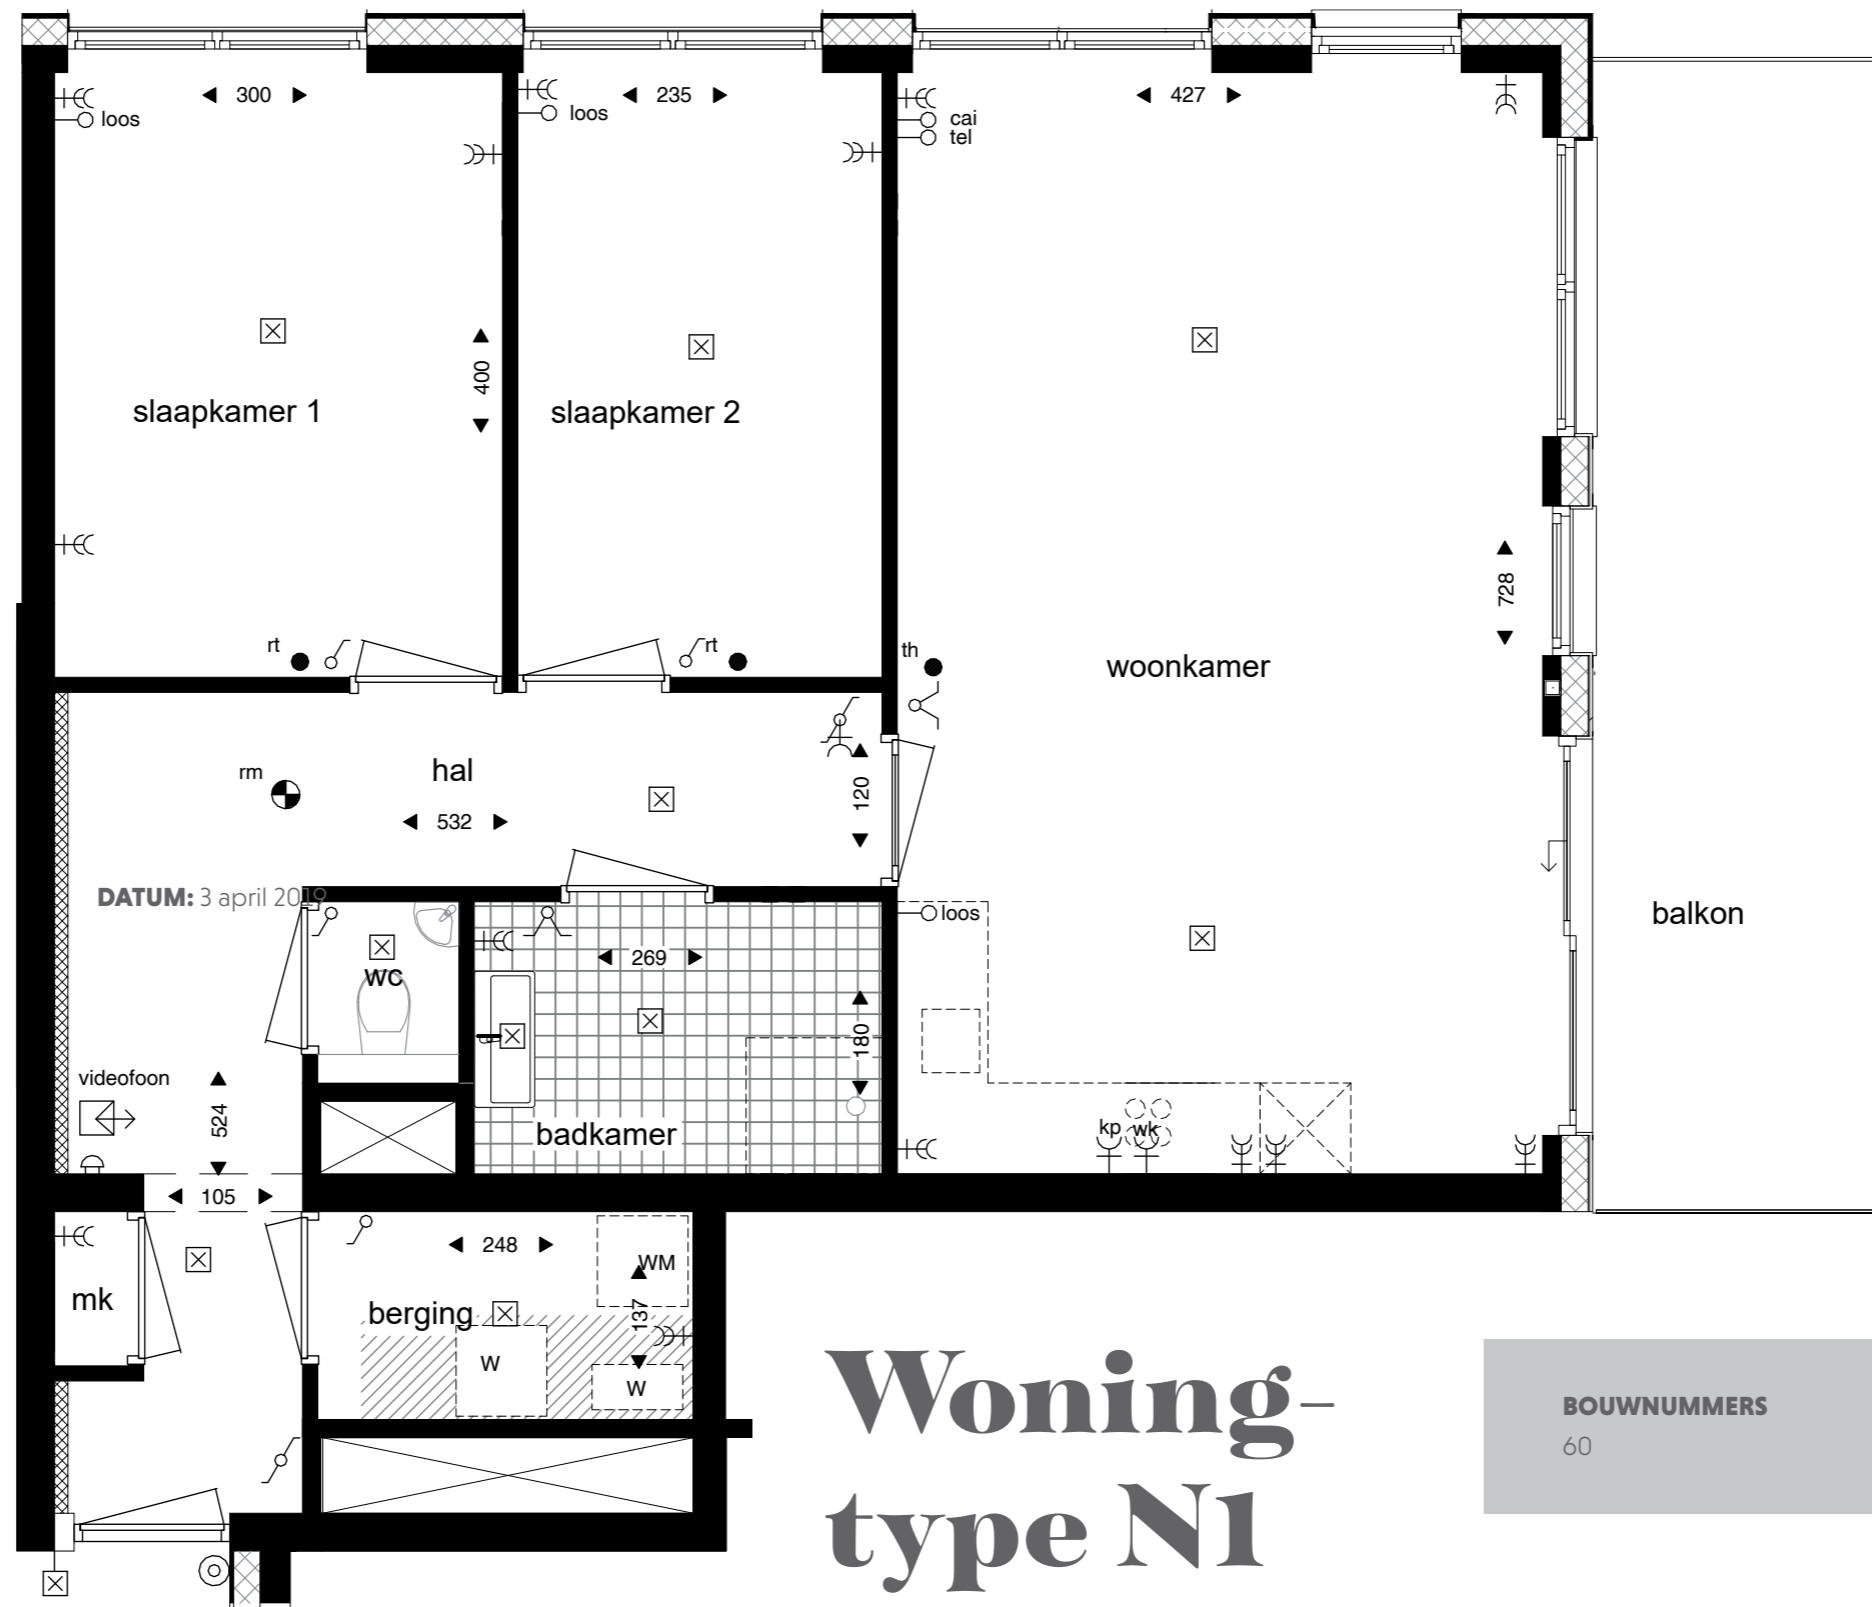 300
235
427
loos
loos
cai
tel
400
slaapkamer 1
slaapkamer 2
728
rt
rt
th
woonkamer
hal
rm
532
120
DATUM: 3 april 2019
loos
balkon
wc
269
180
videofoon
524
badkamer
kp
wk
105
248
WM
mk
berging
137
W
W
Woning-
type N1
BOUWNUMMERS
60